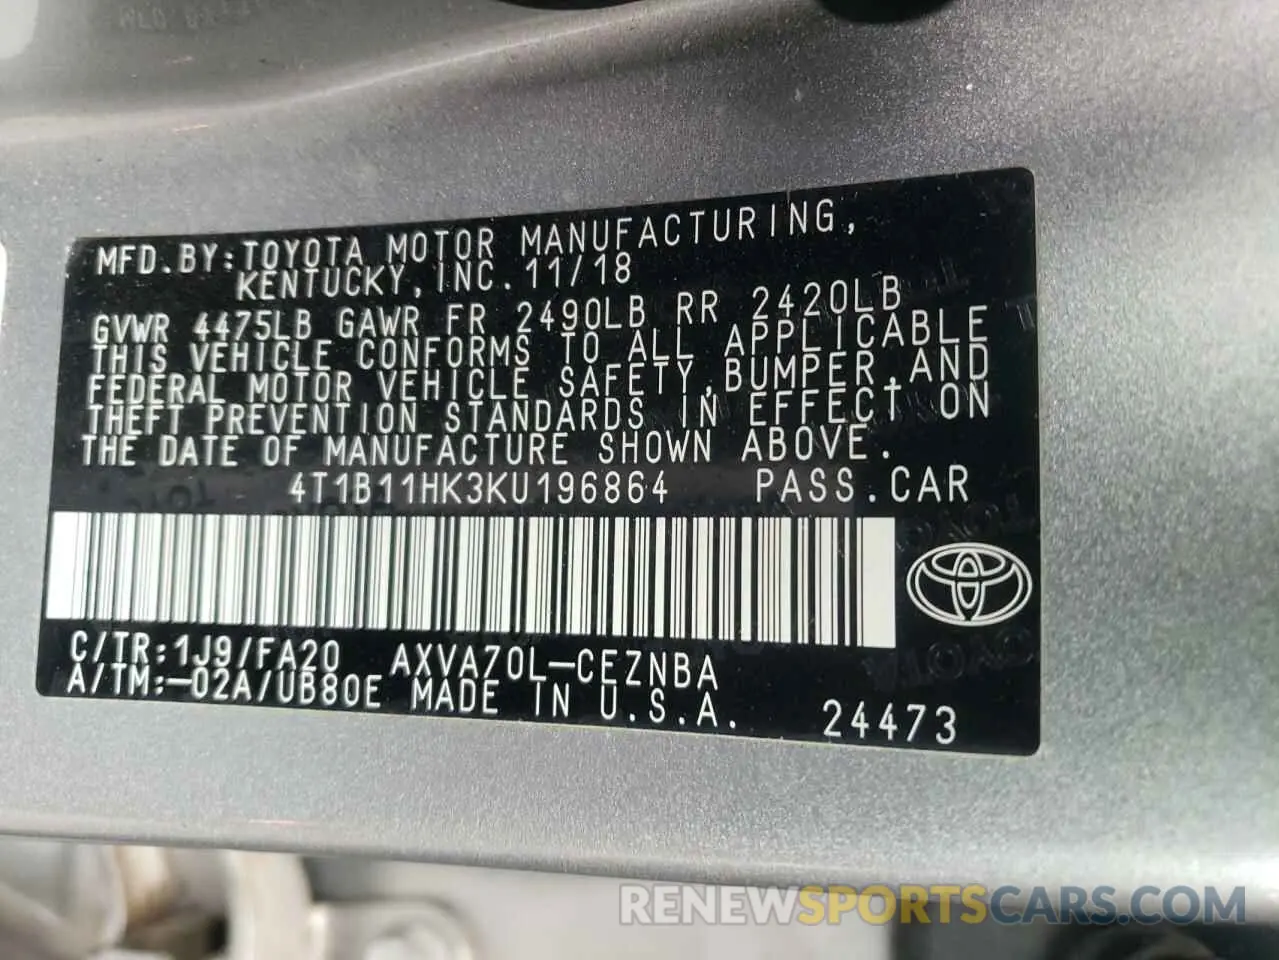 MFD.BY:TOYOTA MOTOR MANUFACTURING,
KENTUCKY,INC.11/18
GVWR 4475LB GAWR FR 2490LB RR 2420LB
THIS VEHICLE CONFORMS TO ALL APPLICABLE
FEDERAL MOTOR VEHICLE SAFETY,BUMPER,AND
THEFT PREVENTION STANDARDS IN EFFECT ON
THE DATE OF MANUFACTURE SHOWN ABOVE.
4T1B11HK3KU196864 PASS.CAR
C/TR:1J9/FA20 AXVA70L-CEZNBA
A/TM:-02A/UB80E MADE IN U.S.A. 24473
RENEWSPORTSCARS.COM